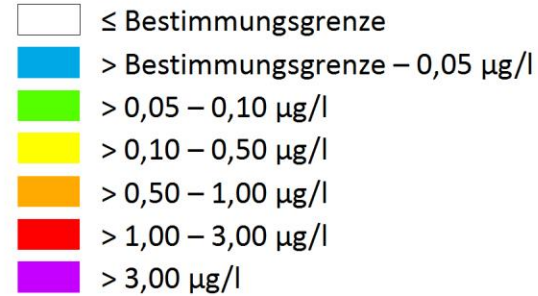 ≤ Bestimmungsgrenze
> Bestimmungsgrenze – 0,05 µg/l
> 0,05 – 0,10 µg/l
> 0,10 – 0,50 µg/l
> 0,50 – 1,00 µg/l
> 1,00 – 3,00 µg/l
> 3,00 µg/l